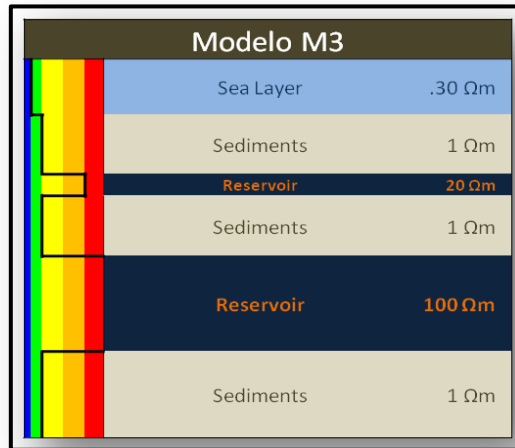 Modelo M3
Sea Layer .30 Ωm
Sediments 1 Ωm
Reservoir 20 Ωm
Sediments 1 Ωm
Reservoir 100 Ωm
Sediments 1 Ωm